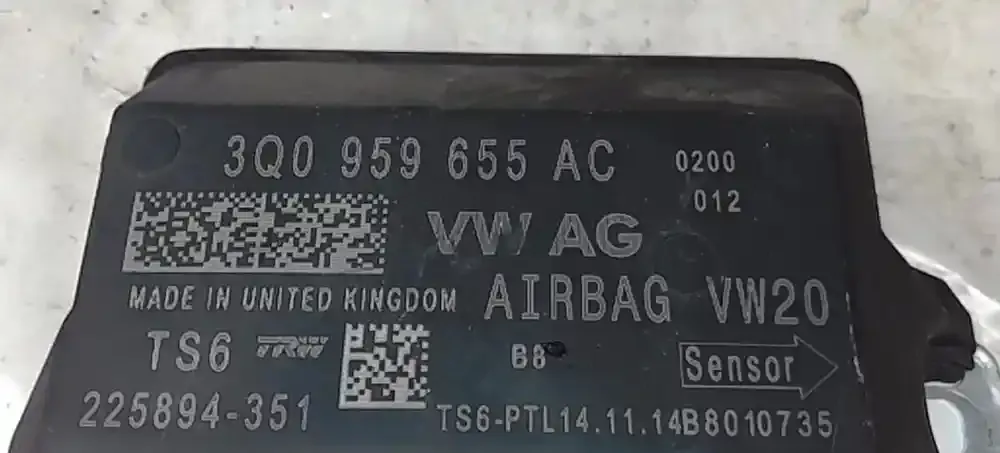 3Q0 959 655 AC 0200
012
VW AG
MADE IN UNITED KINGDOM AIRBAG VW20
TS6 TRW B8 Sensor
225894-351 TS6-PTL14.11.14B8010735